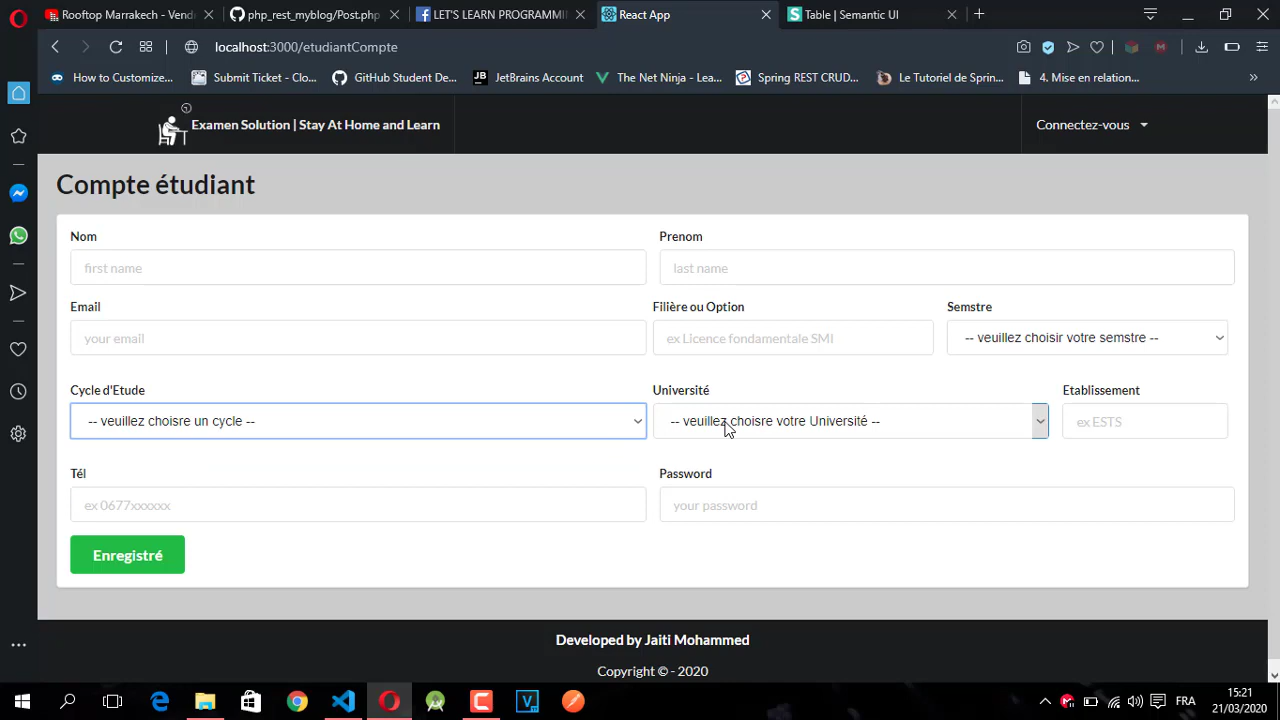 Rooftop Marrakech - Vend
php_rest_myblog/Post.php
LET'S LEARN PROGRAMMI
React App
Table | Semantic UI
localhost:3000/etudiantCompte
How to Customize...
Submit Ticket - Clo...
GitHub Student De...
JetBrains Account
The Net Ninja - Lea...
Spring REST CRUD...
Le Tutoriel de Sprin...
4. Mise en relation...
Examen Solution | Stay At Home and Learn
Connectez-vous
Compte étudiant
Nom
Prenom
first name
last name
Email
Filière ou Option
Semstre
your email
ex Licence fondamentale SMI
-- veuillez choisir votre semstre --
Cycle d'Etude
Université
Etablissement
-- veuillez choisre un cycle --
-- veuillez choisre votre Université --
ex ESTS
Tél
Password
ex 0677xxxxxx
your password
Enregistré
Developed by Jaiti Mohammed
Copyright © - 2020
FRA
15:21
21/03/2020